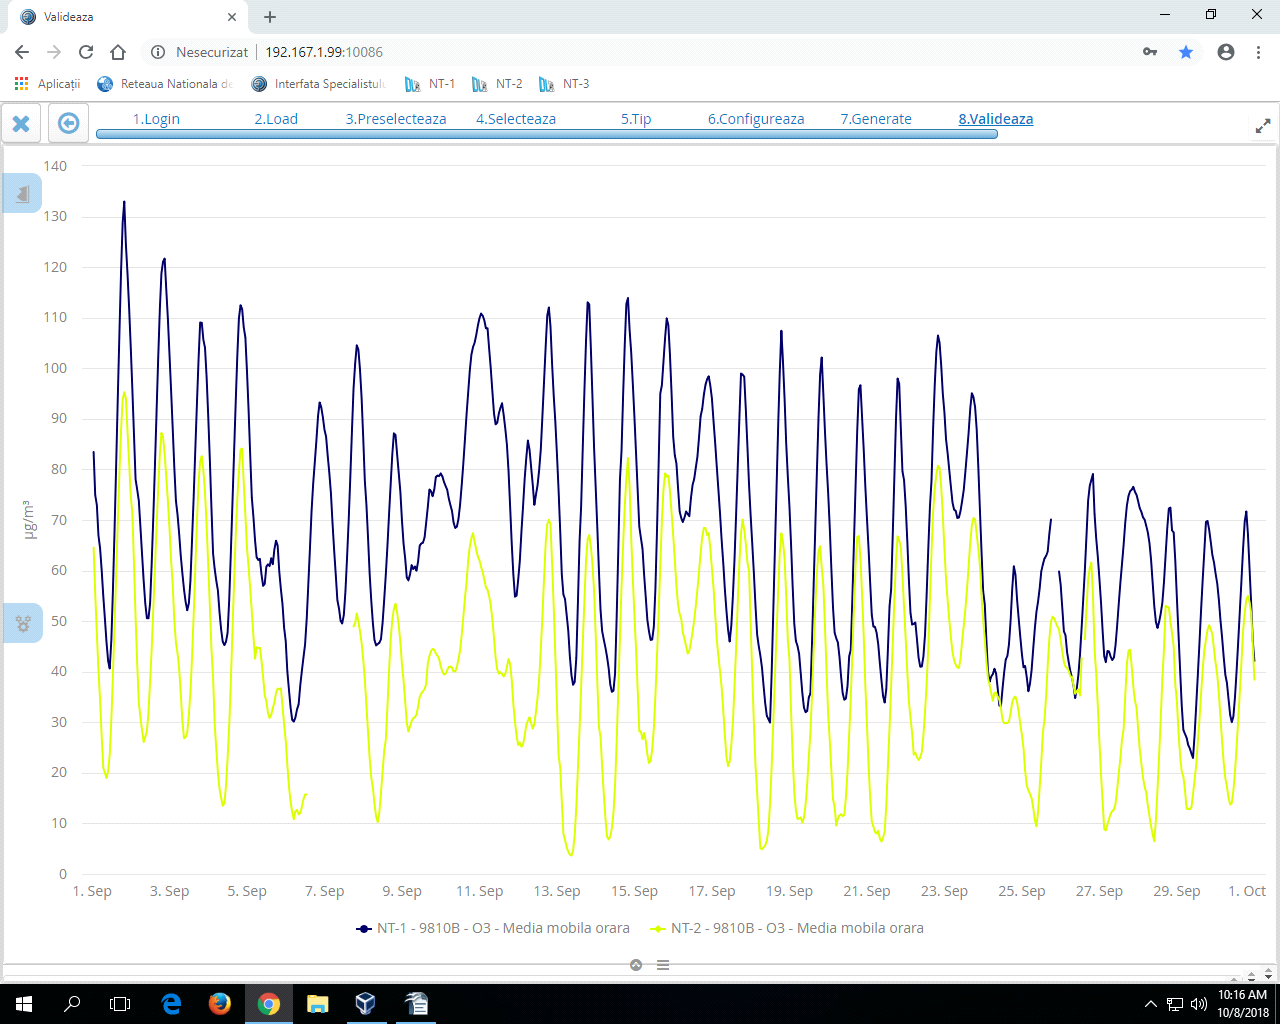 Valideaza
Nesecurizat 192.167.1.99:10086
Aplicații Reteaua Nationala de Interfata Specialistulu NT-1 NT-2 NT-3
1.Login 2.Load 3.Preselecteaza 4.Selecteaza 5.Tip 6.Configureaza 7.Generate 8.Valideaza
140
130
120
110
100
90
80
70
60
50
40
30
20
10
0
µg/m³
1. Sep 3. Sep 5. Sep 7. Sep 9. Sep 11. Sep 13. Sep 15. Sep 17. Sep 19. Sep 21. Sep 23. Sep 25. Sep 27. Sep 29. Sep 1. Oct
NT-1 - 9810B - O3 - Media mobila orara NT-2 - 9810B - O3 - Media mobila orara
10:16 AM
10/8/2018